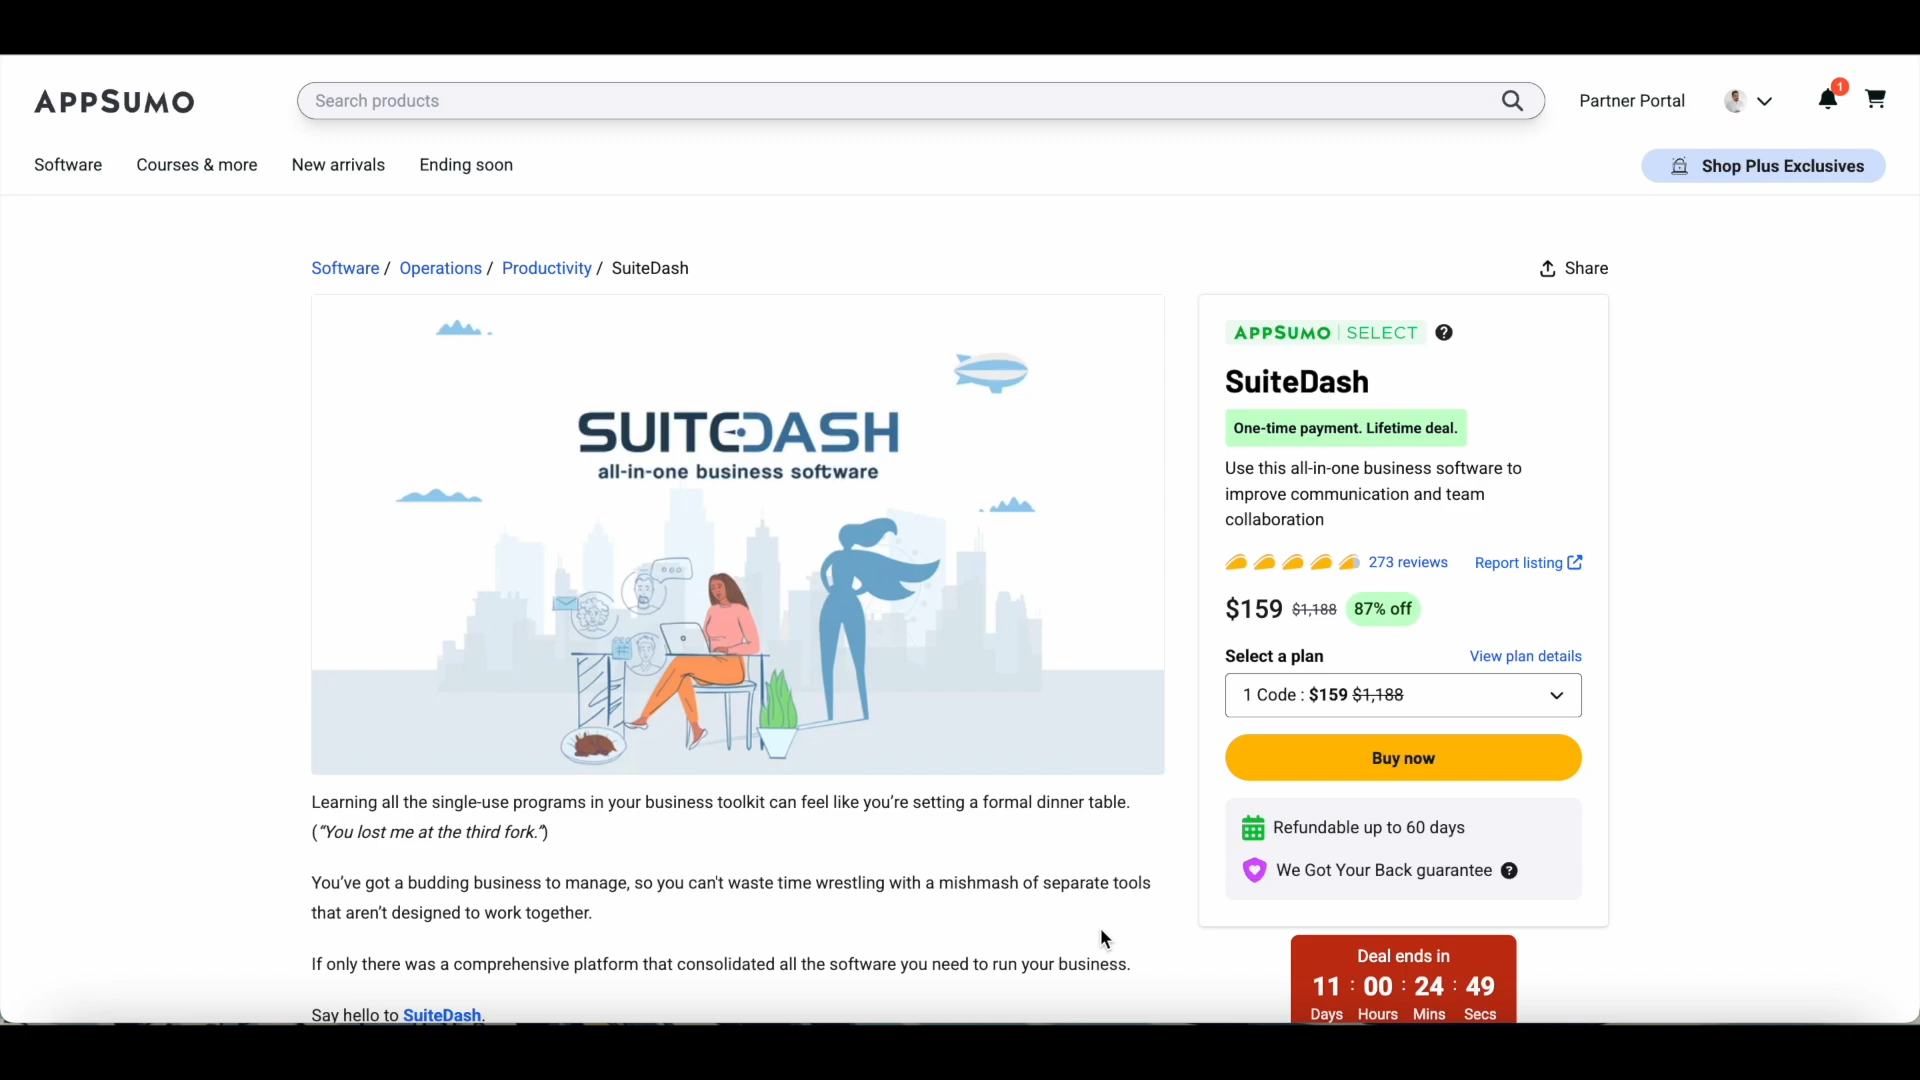 APPSUMO
Search products
Partner Portal
1
Software
Courses & more
New arrivals
Ending soon
Shop Plus Exclusives
Software / Operations / Productivity / SuiteDash
Share
SUITEDASH
all-in-one business software
APPSUMO | SELECT ?
SuiteDash
One-time payment. Lifetime deal.
Use this all-in-one business software to
improve communication and team
collaboration
273 reviews
Report listing
$159 $1,188 87% off
Select a plan
View plan details
1 Code : $159 $1,188
Buy now
Refundable up to 60 days
We Got Your Back guarantee ?
Deal ends in
11 : 00 : 24 : 49
Days Hours Mins Secs
Learning all the single-use programs in your business toolkit can feel like you’re setting a formal dinner table.
(“You lost me at the third fork.”)
You’ve got a budding business to manage, so you can't waste time wrestling with a mishmash of separate tools
that aren’t designed to work together.
If only there was a comprehensive platform that consolidated all the software you need to run your business.
Say hello to SuiteDash.